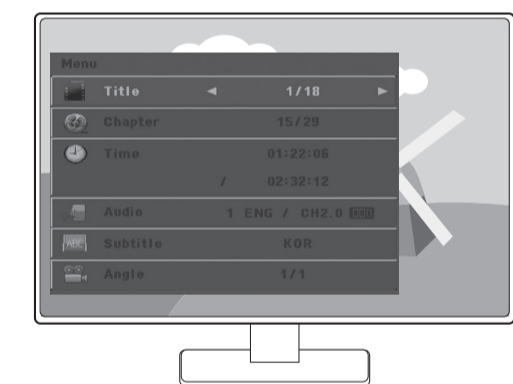 Menu
Title ◄ 1/18 ►
Chapter 15/29
Time 01:22:06
/ 02:32:12
Audio 1 ENG / CH2.0
ABC Subtitle KOR
Angle 1/1